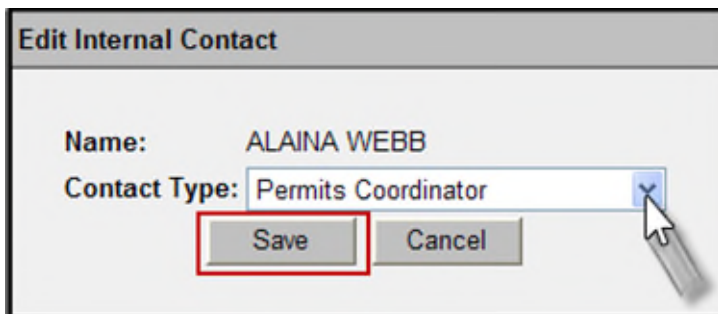 Edit Internal Contact
Name: ALAINA WEBB
Contact Type: Permits Coordinator
Save Cancel